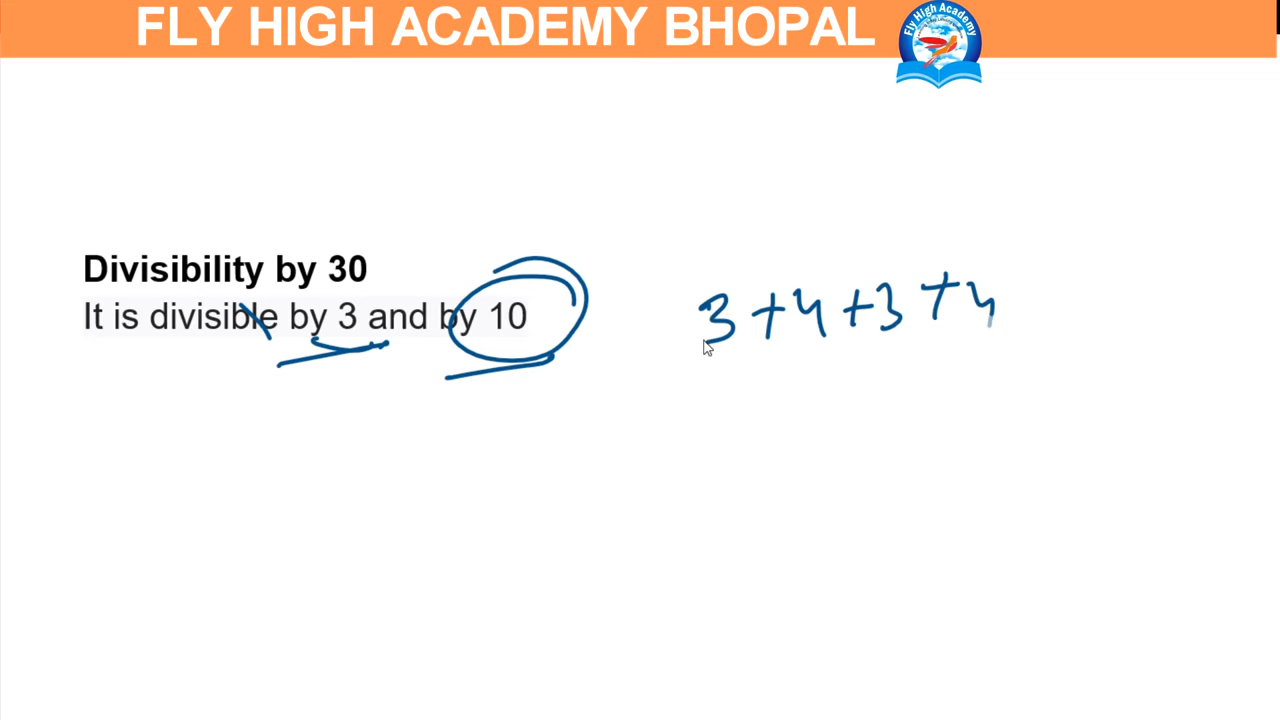 FLY HIGH ACADEMY BHOPAL
Fly High Academy
Divisibility by 30
It is divisible by 3 and by 10
3+4+3+4